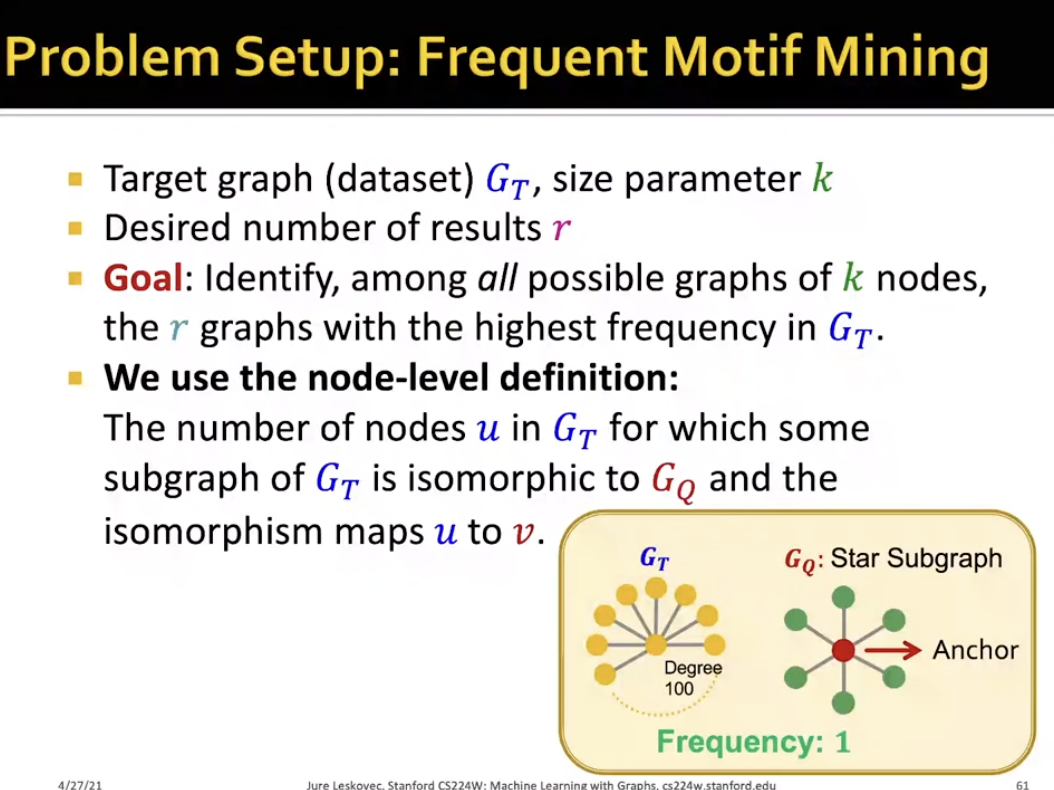 Problem Setup: Frequent Motif Mining
Target graph (dataset) G_T, size parameter k
Desired number of results r
Goal: Identify, among all possible graphs of k nodes,
the r graphs with the highest frequency in G_T.
We use the node-level definition:
The number of nodes u in G_T for which some
subgraph of G_T is isomorphic to G_Q and the
isomorphism maps u to v.
G_T
G_Q: Star Subgraph
Anchor
Degree
100
Frequency: 1
4/27/21
Jure Leskovec, Stanford CS224W: Machine Learning with Graphs, cs224w.stanford.edu
61